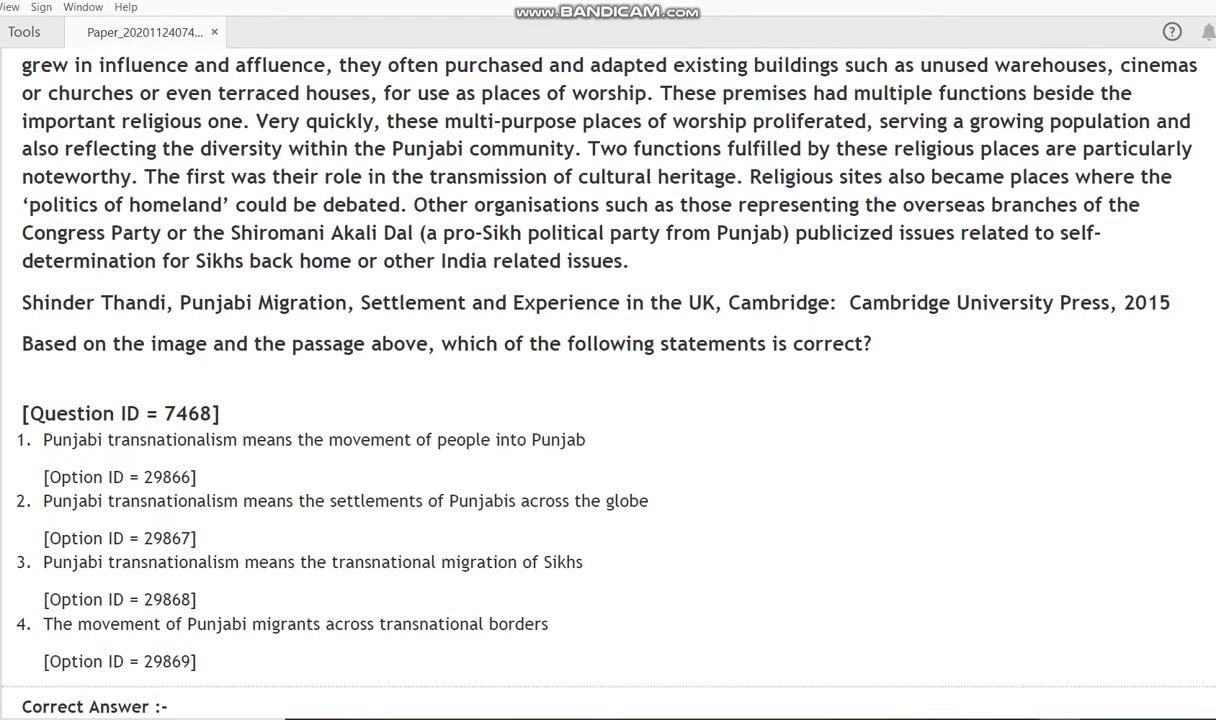 View Sign Window Help
www.BANDICAM.com
Tools
Paper_20201124074... ×
?
grew in influence and affluence, they often purchased and adapted existing buildings such as unused warehouses, cinemas
or churches or even terraced houses, for use as places of worship. These premises had multiple functions beside the
important religious one. Very quickly, these multi-purpose places of worship proliferated, serving a growing population and
also reflecting the diversity within the Punjabi community. Two functions fulfilled by these religious places are particularly
noteworthy. The first was their role in the transmission of cultural heritage. Religious sites also became places where the
‘politics of homeland’ could be debated. Other organisations such as those representing the overseas branches of the
Congress Party or the Shiromani Akali Dal (a pro-Sikh political party from Punjab) publicized issues related to self-
determination for Sikhs back home or other India related issues.
Shinder Thandi, Punjabi Migration, Settlement and Experience in the UK, Cambridge: Cambridge University Press, 2015
Based on the image and the passage above, which of the following statements is correct?
[Question ID = 7468]
1. Punjabi transnationalism means the movement of people into Punjab
[Option ID = 29866]
2. Punjabi transnationalism means the settlements of Punjabis across the globe
[Option ID = 29867]
3. Punjabi transnationalism means the transnational migration of Sikhs
[Option ID = 29868]
4. The movement of Punjabi migrants across transnational borders
[Option ID = 29869]
Correct Answer :-